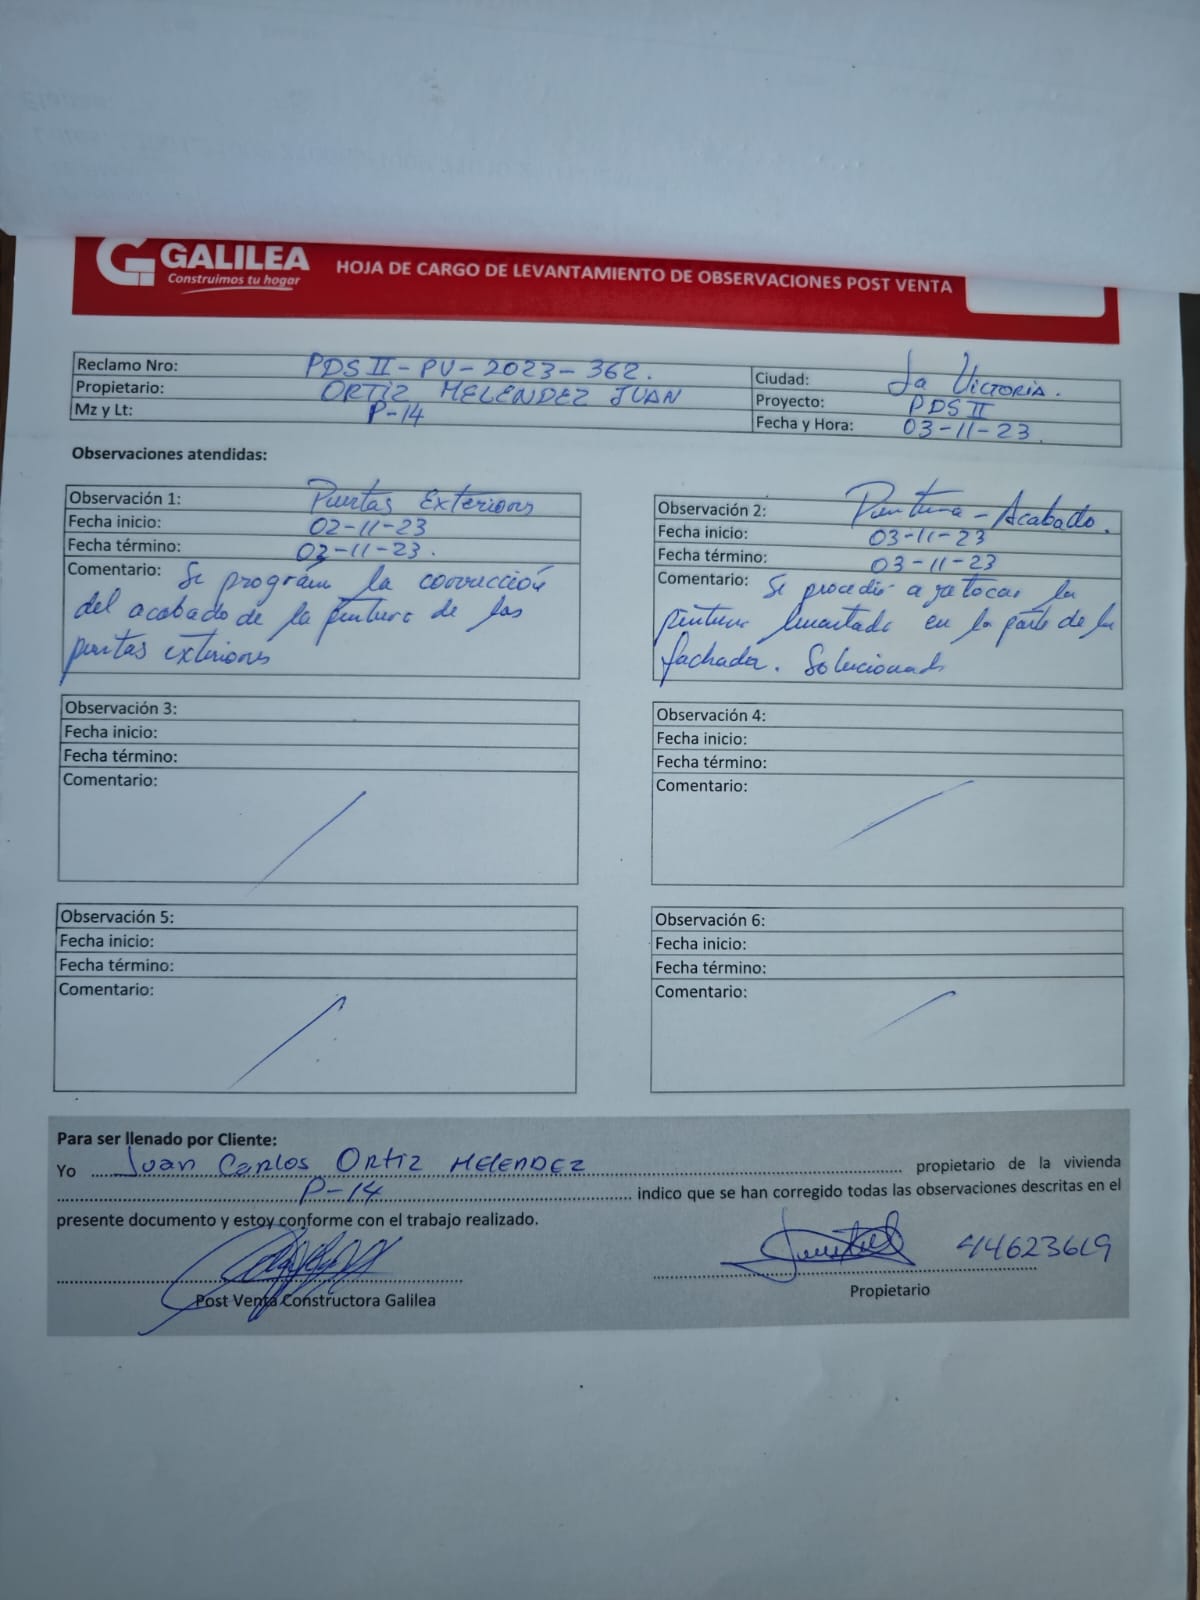 GALILEA
Construimos tu hogar
HOJA DE CARGO DE LEVANTAMIENTO DE OBSERVACIONES POST VENTA
Reclamo Nro: PDS II - PV - 2023 - 362.
Propietario: ORTIZ MELENDEZ JUAN
Mz y Lt: P-14
Ciudad: La Victoria.
Proyecto: PDS II
Fecha y Hora: 03-11-23.
Observaciones atendidas:
Observación 1: Puertas Exteriores
Fecha inicio: 02-11-23
Fecha término: 02-11-23.
Comentario: Se programó la corrección
del acabado de la pintura de las
puertas exteriores
Observación 2: Pintura - Acabado.
Fecha inicio: 03-11-23
Fecha término: 03-11-23
Comentario: Se procedió a retocar la
pintura levantada en la parte de la
fachada. Solucionado
Observación 3:
Fecha inicio:
Fecha término:
Comentario:
Observación 4:
Fecha inicio:
Fecha término:
Comentario:
Observación 5:
Fecha inicio:
Fecha término:
Comentario:
Observación 6:
Fecha inicio:
Fecha término:
Comentario:
Para ser llenado por Cliente:
Yo Juan Carlos Ortiz Melendez propietario de la vivienda
P-14 indico que se han corregido todas las observaciones descritas en el
presente documento y estoy conforme con el trabajo realizado.
44623619
Post Venta Constructora Galilea
Propietario